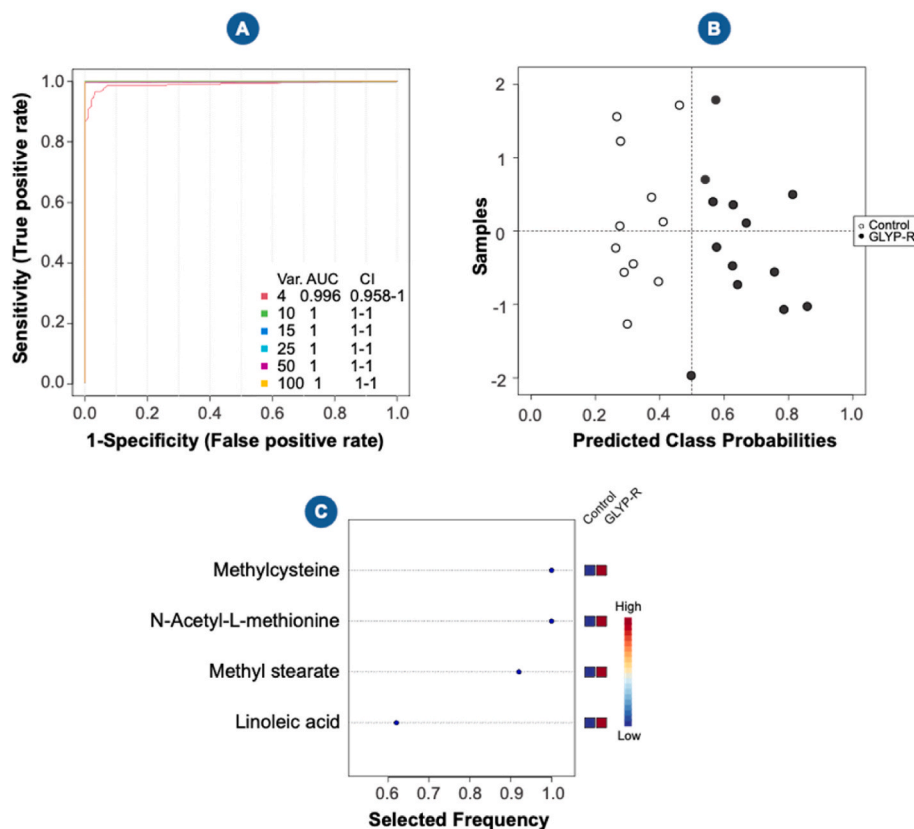 A
Sensitivity (True positive rate)
1.0
0.8
0.6
0.4
0.2
0.0
Var. AUC CI
4 0.996 0.958-1
10 1 1-1
15 1 1-1
25 1 1-1
50 1 1-1
100 1 1-1
0.0 0.2 0.4 0.6 0.8 1.0
1-Specificity (False positive rate)
B
Samples
2
1
0
-1
-2
Control
GLYP-R
0.0 0.2 0.4 0.6 0.8 1.0
Predicted Class Probabilities
C
Control
GLYP-R
Methylcysteine
N-Acetyl-L-methionine
Methyl stearate
Linoleic acid
High
Low
0.6 0.7 0.8 0.9 1.0
Selected Frequency